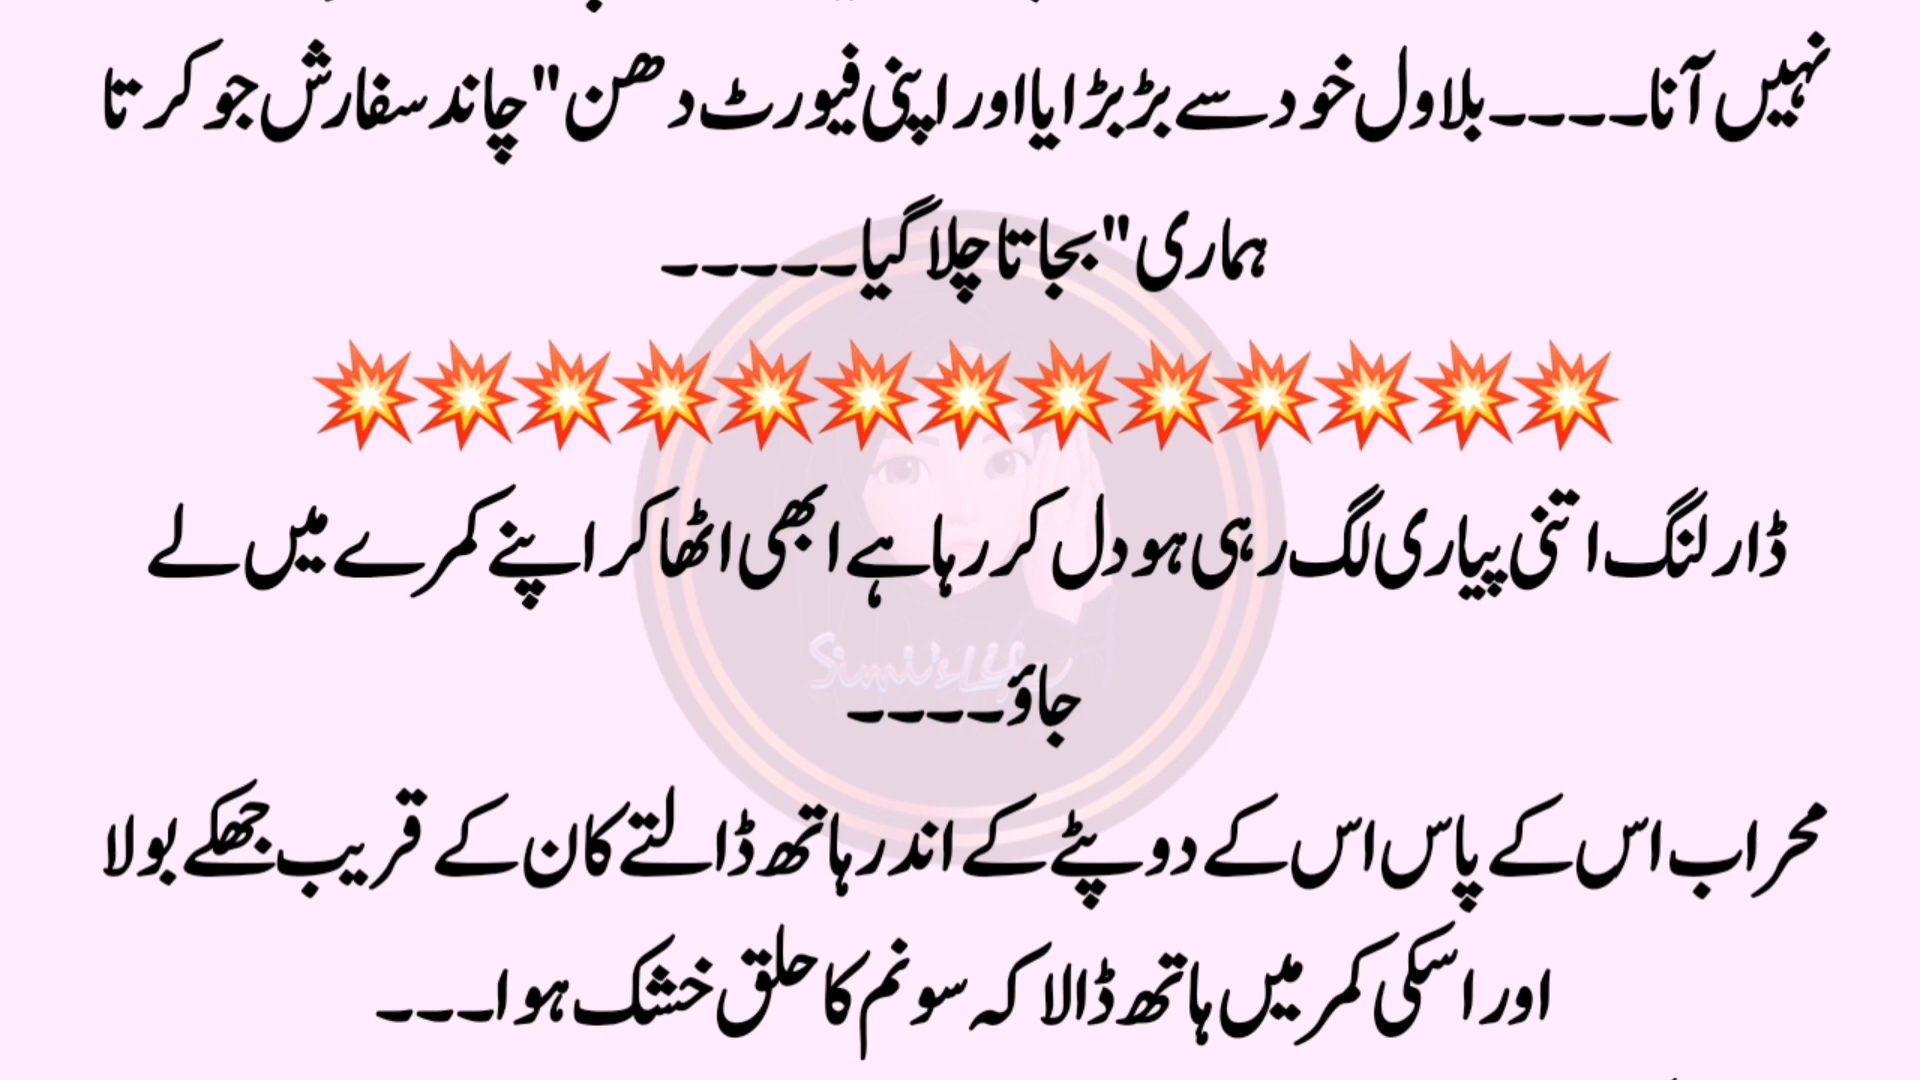 نہیں آنا۔۔۔۔بلاول خود سے بڑبڑایا اور اپنی فیورٹ دھن "چاند سفارش جو کرتا
ہماری "بجاتا چلا گیا۔۔۔۔۔
💥💥💥💥💥💥💥💥💥💥💥💥💥
ڈارلنگ اتنی پیاری لگ رہی ہو دل کر رہا ہے ابھی اٹھا کر اپنے کمرے میں لے
جاؤ۔۔۔۔
محراب اس کے پاس اس کے دوپٹے کے اندر ہاتھ ڈالتے کان کے قریب جھکے بولا
اور اسکی کمر میں ہاتھ ڈالا کہ سونم کا حلق خشک ہوا۔۔۔